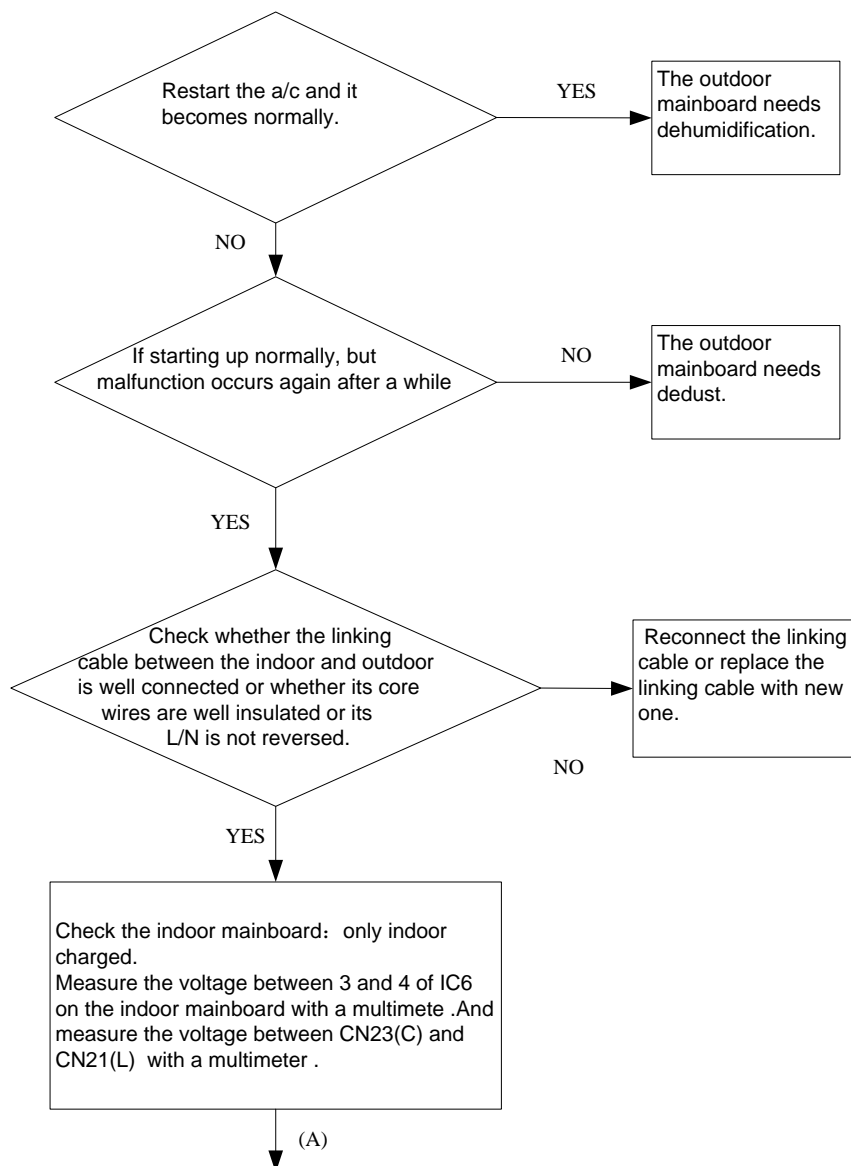 Restart the a/c and it
becomes normally.
YES
The outdoor
mainboard needs
dehumidification.
NO
If starting up normally, but
malfunction occurs again after a while
NO
The outdoor
mainboard needs
dedust.
YES
Check whether the linking
cable between the indoor and outdoor
is well connected or whether its core
wires are well insulated or its
L/N is not reversed.
NO
Reconnect the linking
cable or replace the
linking cable with new
one.
YES
Check the indoor mainboard：only indoor
charged.
Measure the voltage between 3 and 4 of IC6
on the indoor mainboard with a multimete .And
measure the voltage between CN23(C) and
CN21(L) with a multimeter .
(A)